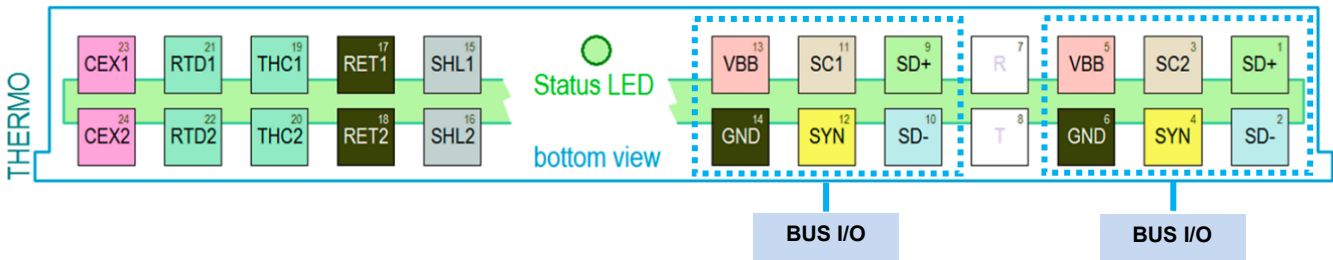 THERMO
23 21 19 17 15 13 11 9 7 5 3 1
CEX1 RTD1 THC1 RET1 SHL1 Status LED VBB SC1 SD+ R VBB SC2 SD+
24 22 20 18 16 14 12 10 8 6 4 2
CEX2 RTD2 THC2 RET2 SHL2 bottom view GND SYN SD- T GND SYN SD-
BUS I/O BUS I/O